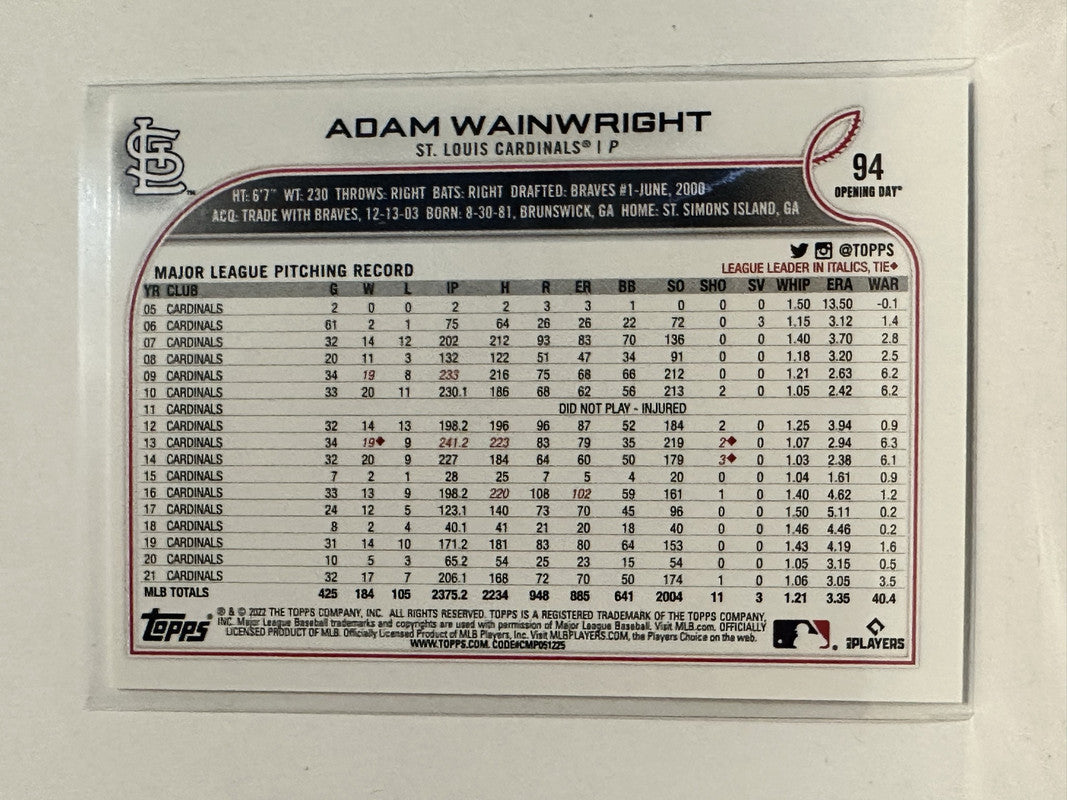 ADAM WAINWRIGHT
ST. LOUIS CARDINALS® | P
94
OPENING DAY®
HT: 6'7" WT: 230 THROWS: RIGHT BATS: RIGHT DRAFTED: BRAVES #1-JUNE, 2000
ACQ: TRADE WITH BRAVES, 12-13-03 BORN: 8-30-81, BRUNSWICK, GA HOME: ST. SIMONS ISLAND, GA
@TOPPS
MAJOR LEAGUE PITCHING RECORD
LEAGUE LEADER IN ITALICS, TIE◆
YR CLUB G W L IP H R ER BB SO SHO SV WHIP ERA WAR
05 CARDINALS 2 0 0 2 2 3 3 1 0 0 0 1.50 13.50 -0.1
06 CARDINALS 61 2 1 75 64 26 26 22 72 0 3 1.15 3.12 1.4
07 CARDINALS 32 14 12 202 212 93 83 70 136 0 0 1.40 3.70 2.8
08 CARDINALS 20 11 3 132 122 51 47 34 91 0 0 1.18 3.20 2.5
09 CARDINALS 34 19 8 233 216 75 68 66 212 0 0 1.21 2.63 6.2
10 CARDINALS 33 20 11 230.1 186 68 62 56 213 2 0 1.05 2.42 6.2
11 CARDINALS DID NOT PLAY - INJURED
12 CARDINALS 32 14 13 198.2 196 96 87 52 184 2 0 1.25 3.94 0.9
13 CARDINALS 34 19◆ 9 241.2 223 83 79 35 219 2◆ 0 1.07 2.94 6.3
14 CARDINALS 32 20 9 227 184 64 60 50 179 3◆ 0 1.03 2.38 6.1
15 CARDINALS 7 2 1 28 25 7 5 4 20 0 0 1.04 1.61 0.9
16 CARDINALS 33 13 9 198.2 220 108 102 59 161 1 0 1.40 4.62 1.2
17 CARDINALS 24 12 5 123.1 140 73 70 45 96 0 0 1.50 5.11 0.2
18 CARDINALS 8 2 4 40.1 41 21 20 18 40 0 0 1.46 4.46 0.2
19 CARDINALS 31 14 10 171.2 181 83 80 64 153 0 0 1.43 4.19 1.6
20 CARDINALS 10 5 3 65.2 54 25 23 15 54 0 0 1.05 3.15 0.5
21 CARDINALS 32 17 7 206.1 168 72 70 50 174 1 0 1.06 3.05 3.5
MLB TOTALS 425 184 105 2375.2 2234 948 885 641 2004 11 3 1.21 3.35 40.4
Topps®
® & © 2022 THE TOPPS COMPANY, INC. ALL RIGHTS RESERVED. TOPPS IS A REGISTERED TRADEMARK OF THE TOPPS COMPANY,
INC. Major League Baseball trademarks and copyrights are used with permission of Major League Baseball. Visit MLB.com. OFFICIALLY
LICENSED PRODUCT OF MLB. Officially Licensed Product of MLB Players, Inc. Visit MLBPLAYERS.COM, the Players Choice on the web.
WWW.TOPPS.COM. CODE#CMP051225
PLAYERS